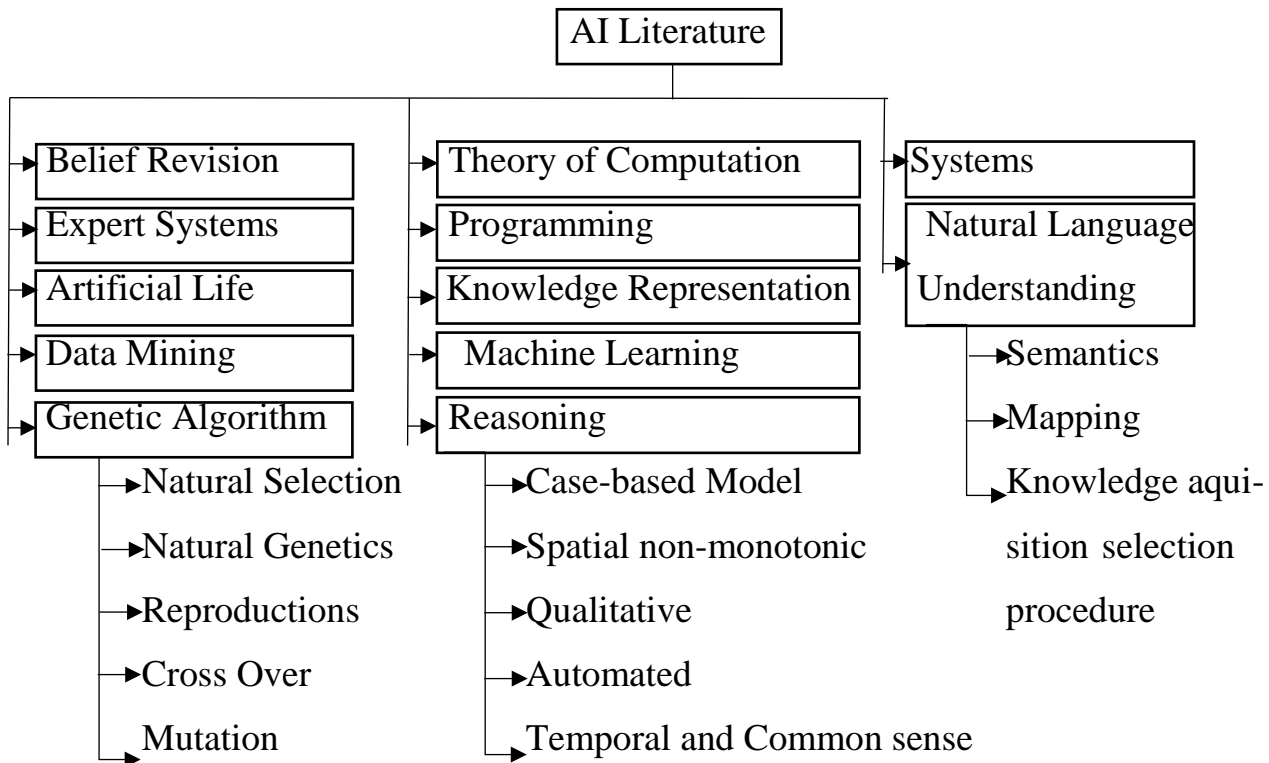 AI Literature
Belief Revision
Expert Systems
Artificial Life
Data Mining
Genetic Algorithm
Natural Selection
Natural Genetics
Reproductions
Cross Over
Mutation
Theory of Computation
Programming
Knowledge Representation
Machine Learning
Reasoning
Case-based Model
Spatial non-monotonic
Qualitative
Automated
Temporal and Common sense
Systems
Natural Language
Understanding
Semantics
Mapping
Knowledge aqui-
sition selection
procedure